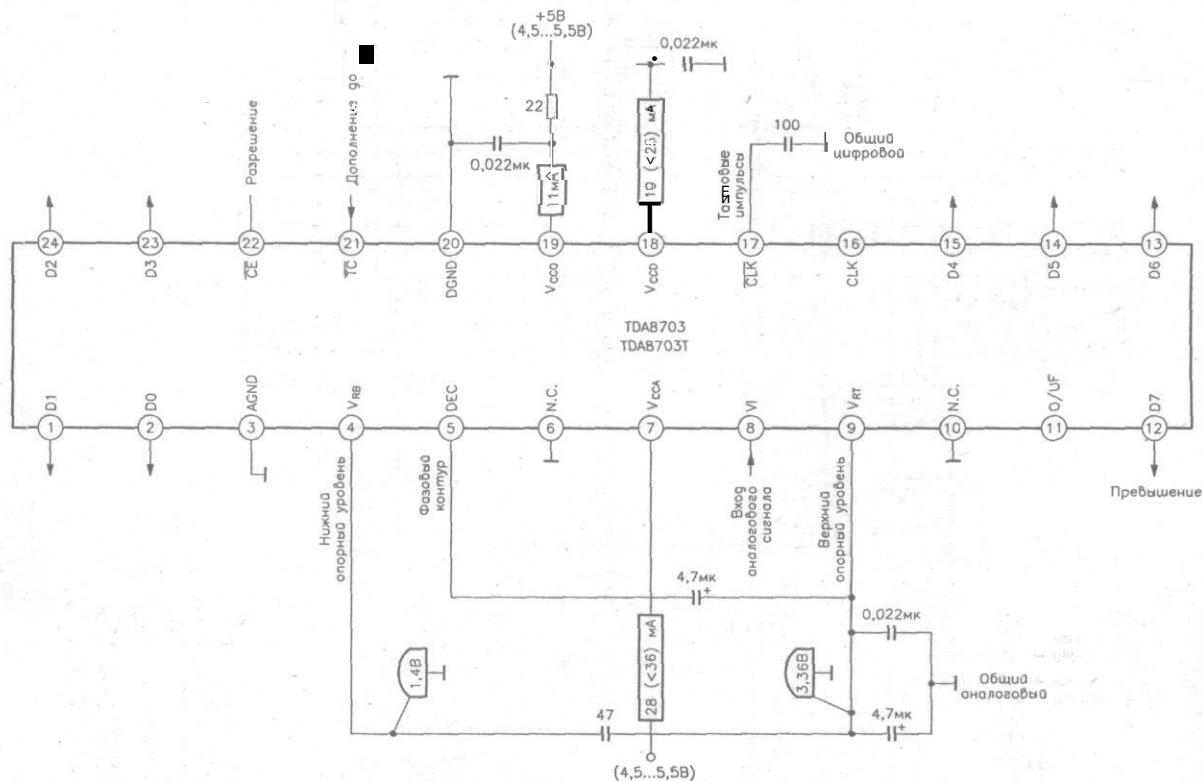 +5В
(4,5...5,5В)
0,022мк
22
0,022мк
19 (<25) мА
100
Общий
цифровой
Разрешение
Дополнение до
импульсы
24
23
22
21
20
19
18
17
16
15
14
13
D2
D3
CE
TC
DGND
VCCO
VCCD
CLK
CLK
D4
D5
D6
TDA8703
TDA8703T
D1
D0
AGND
VRB
DEC
N.C.
VCCA
VI
VRT
N.C.
O/UF
D7
1
2
3
4
5
6
7
8
9
10
11
12
Нижний
опорный уровень
Фазовый
контур
Вход
аналогового
сигнала
Верхний
опорный уровень
Превышение
4,7мк
+
0,022мк
1,4В
28 (<36) мА
3,36В
Общий
аналоговый
47
4,7мк
+
(4,5...5,5В)